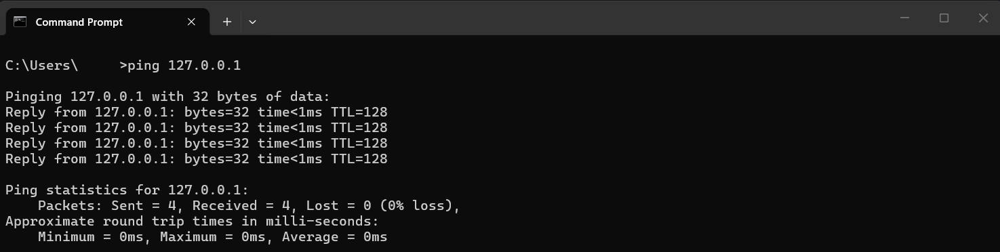 Command Prompt
C:\Users\      >ping 127.0.0.1
Pinging 127.0.0.1 with 32 bytes of data:
Reply from 127.0.0.1: bytes=32 time<1ms TTL=128
Reply from 127.0.0.1: bytes=32 time<1ms TTL=128
Reply from 127.0.0.1: bytes=32 time<1ms TTL=128
Reply from 127.0.0.1: bytes=32 time<1ms TTL=128
Ping statistics for 127.0.0.1:
    Packets: Sent = 4, Received = 4, Lost = 0 (0% loss),
Approximate round trip times in milli-seconds:
    Minimum = 0ms, Maximum = 0ms, Average = 0ms